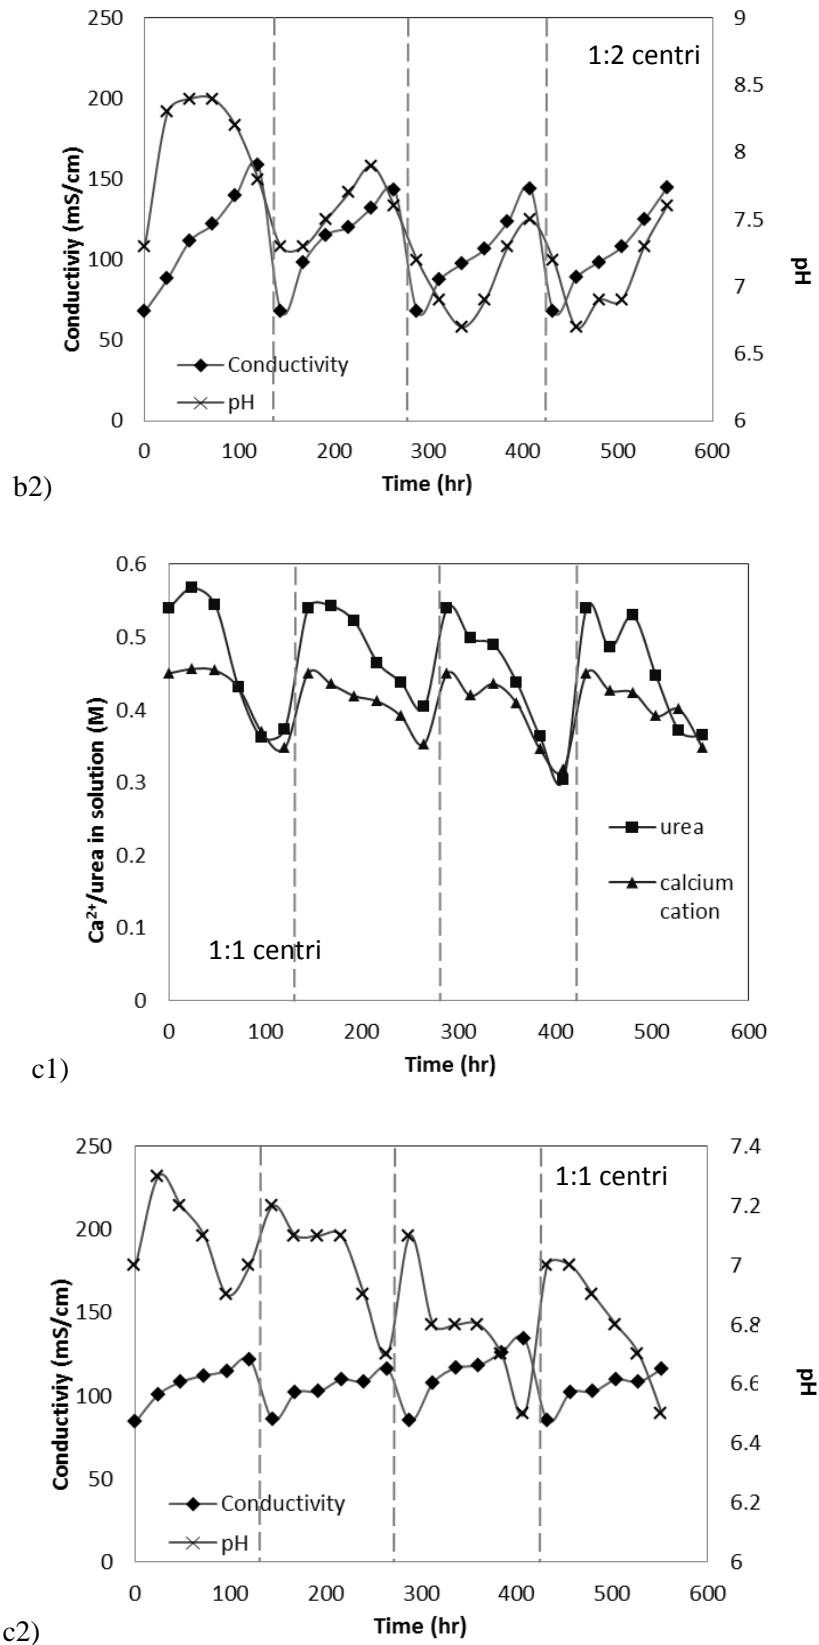 250
200
150
100
50
0
Conductiviy (mS/cm)
1:2 centri
9
8.5
8
7.5
7
6.5
6
pH
Conductivity
pH
0 100 200 300 400 500 600
Time (hr)
b2)
0.6
0.5
0.4
0.3
0.2
0.1
0
Ca²⁺/urea in solution (M)
urea
calcium
cation
1:1 centri
0 100 200 300 400 500 600
Time (hr)
c1)
250
200
150
100
50
0
Conductiviy (mS/cm)
1:1 centri
7.4
7.2
7
6.8
6.6
6.4
6.2
6
pH
Conductivity
pH
0 100 200 300 400 500 600
Time (hr)
c2)